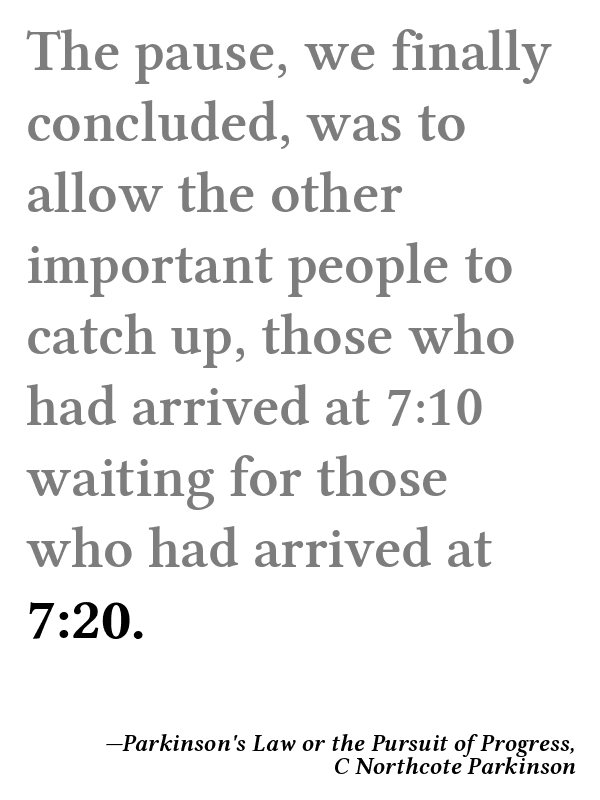 The pause, we finally
concluded, was to
allow the other
important people to
catch up, those who
had arrived at 7:10
waiting for those
who had arrived at
7:20.
—Parkinson's Law or the Pursuit of Progress,
C Northcote Parkinson